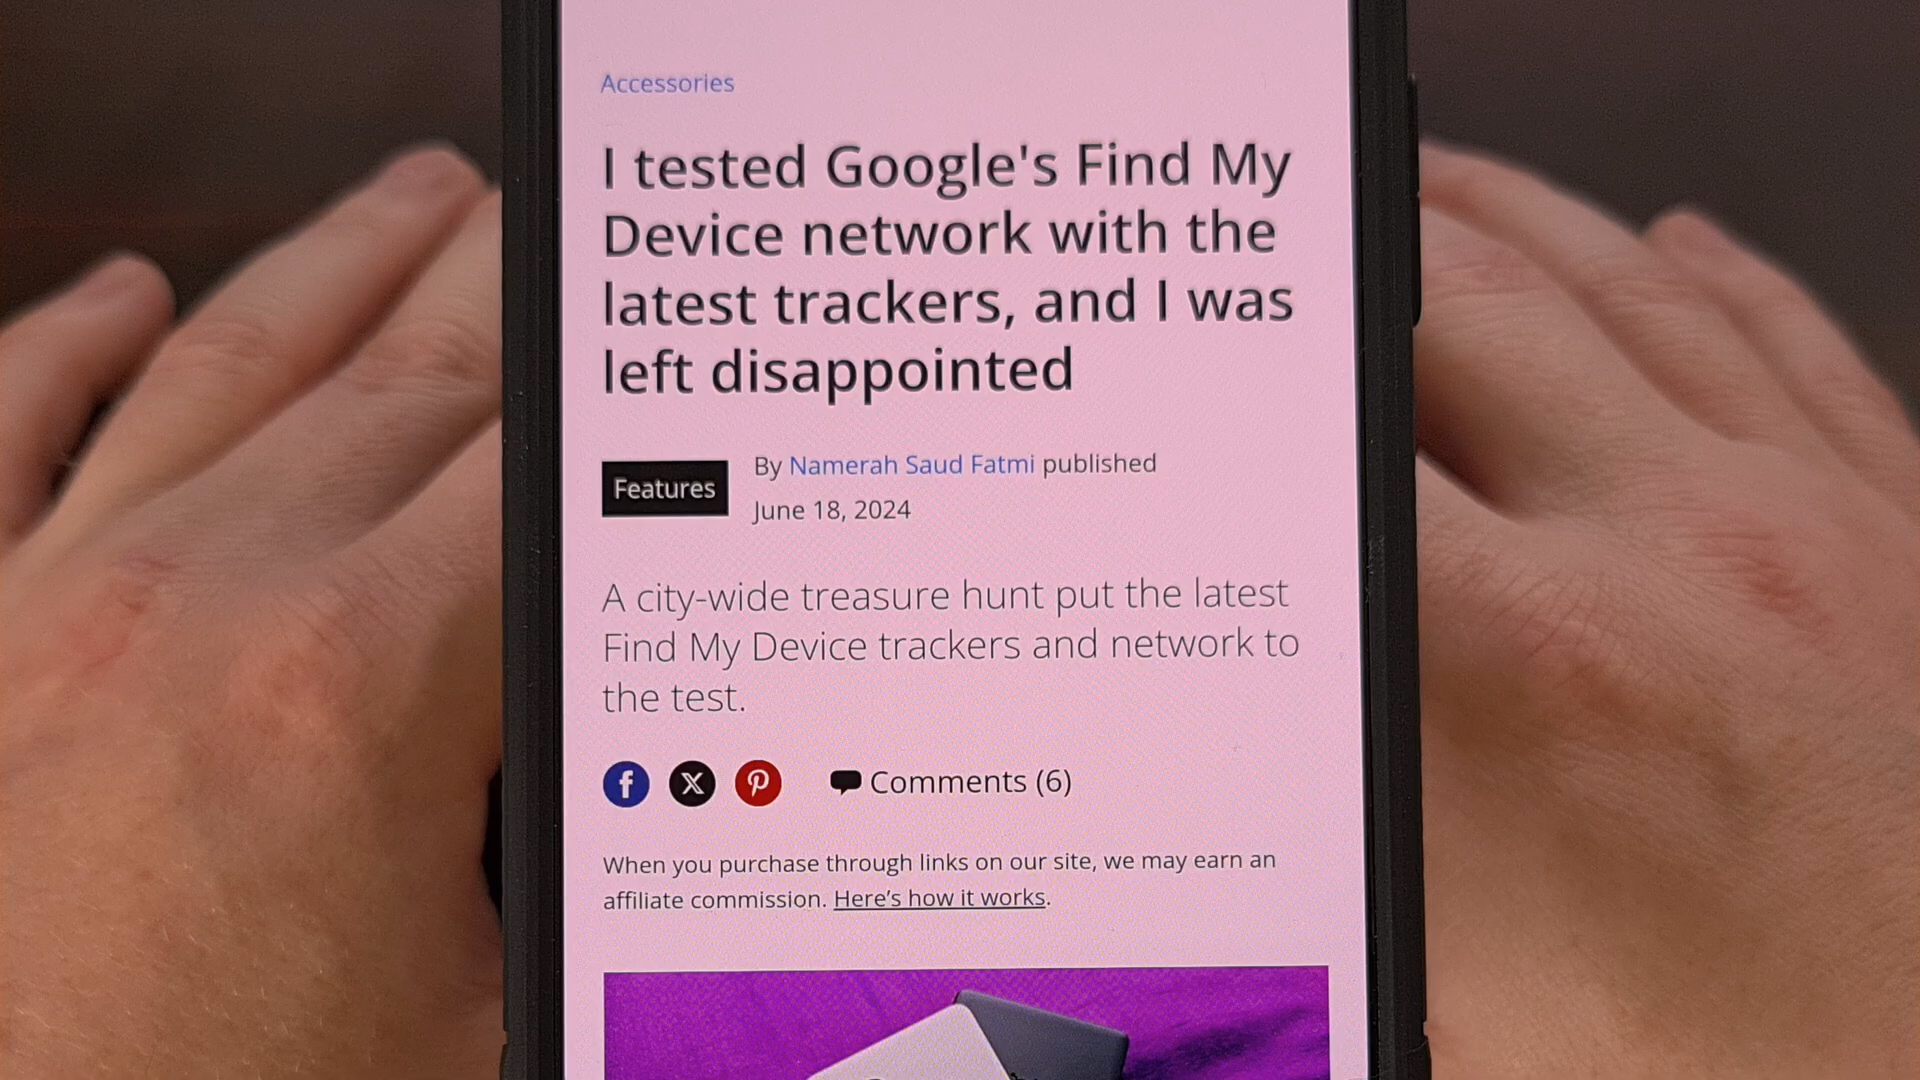 Accessories
I tested Google's Find My
Device network with the
latest trackers, and I was
left disappointed
Features
By Namerah Saud Fatmi published
June 18, 2024
A city-wide treasure hunt put the latest
Find My Device trackers and network to
the test.
Comments (6)
When you purchase through links on our site, we may earn an
affiliate commission. Here’s how it works.